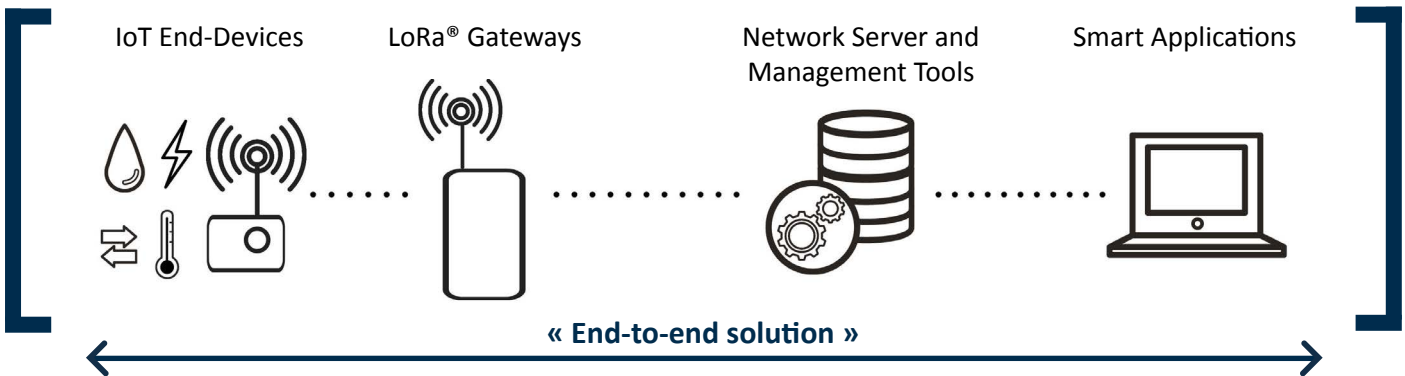 IoT End-Devices
LoRa® Gateways
Network Server and
Management Tools
Smart Applications
« End-to-end solution »